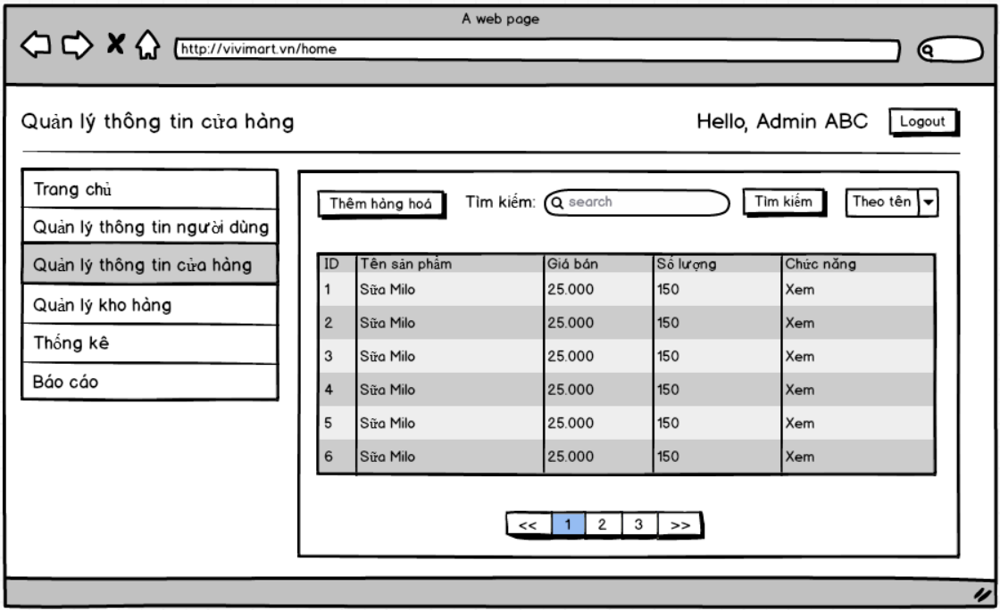 A web page
http://vivimart.vn/home
Quản lý thông tin cửa hàng
Hello, Admin ABC
Logout
Trang chủ
Quản lý thông tin người dùng
Quản lý thông tin cửa hàng
Quản lý kho hàng
Thống kê
Báo cáo
Thêm hàng hoá Tìm kiếm: search Tìm kiếm Theo tên
ID Tên sản phẩm Giá bán Số lượng Chức năng
1 Sữa Milo 25.000 150 Xem
2 Sữa Milo 25.000 150 Xem
3 Sữa Milo 25.000 150 Xem
4 Sữa Milo 25.000 150 Xem
5 Sữa Milo 25.000 150 Xem
6 Sữa Milo 25.000 150 Xem
<< 1 2 3 >>